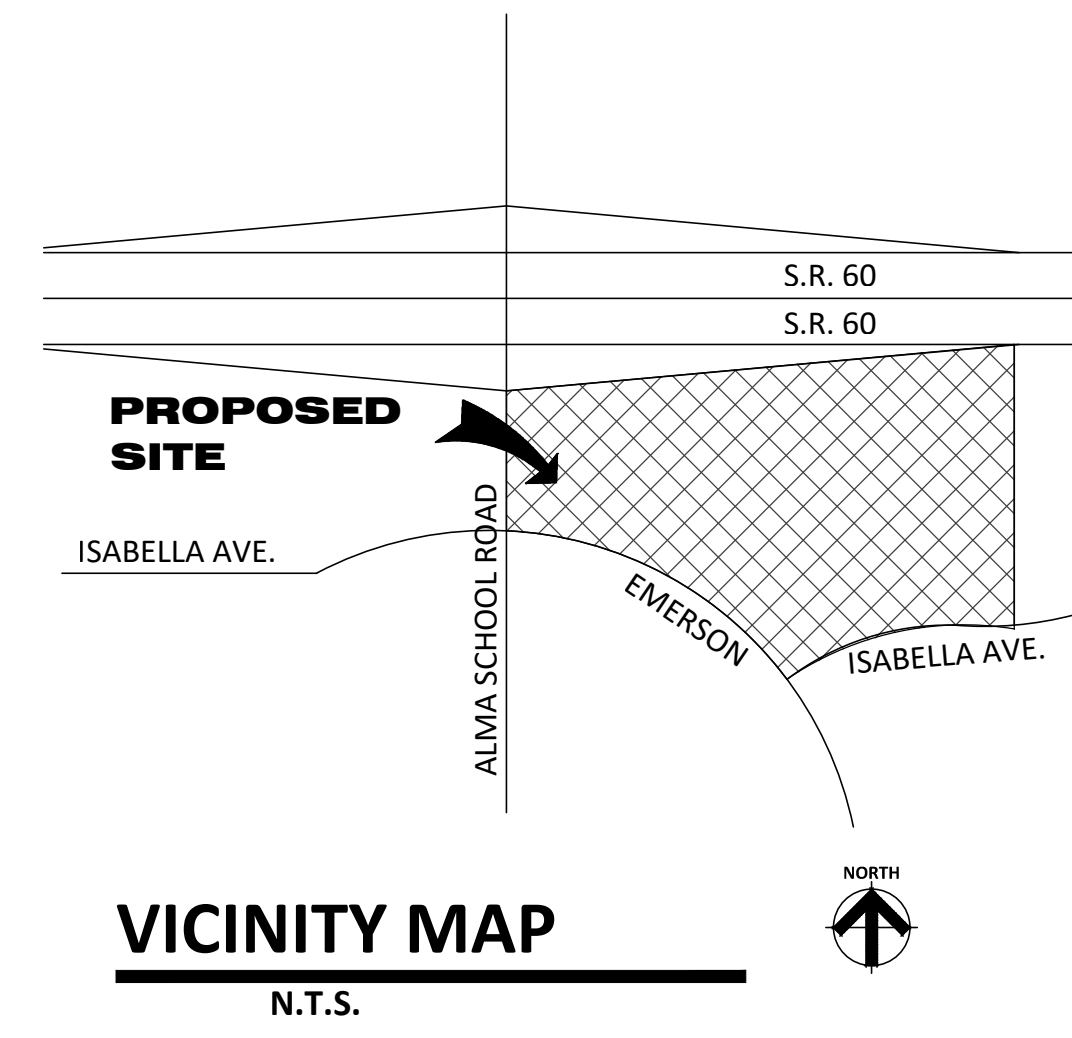 S.R. 60
S.R. 60
PROPOSED
SITE
ISABELLA AVE.
ALMA SCHOOL ROAD
EMERSON
ISABELLA AVE.
NORTH
VICINITY MAP
N.T.S.